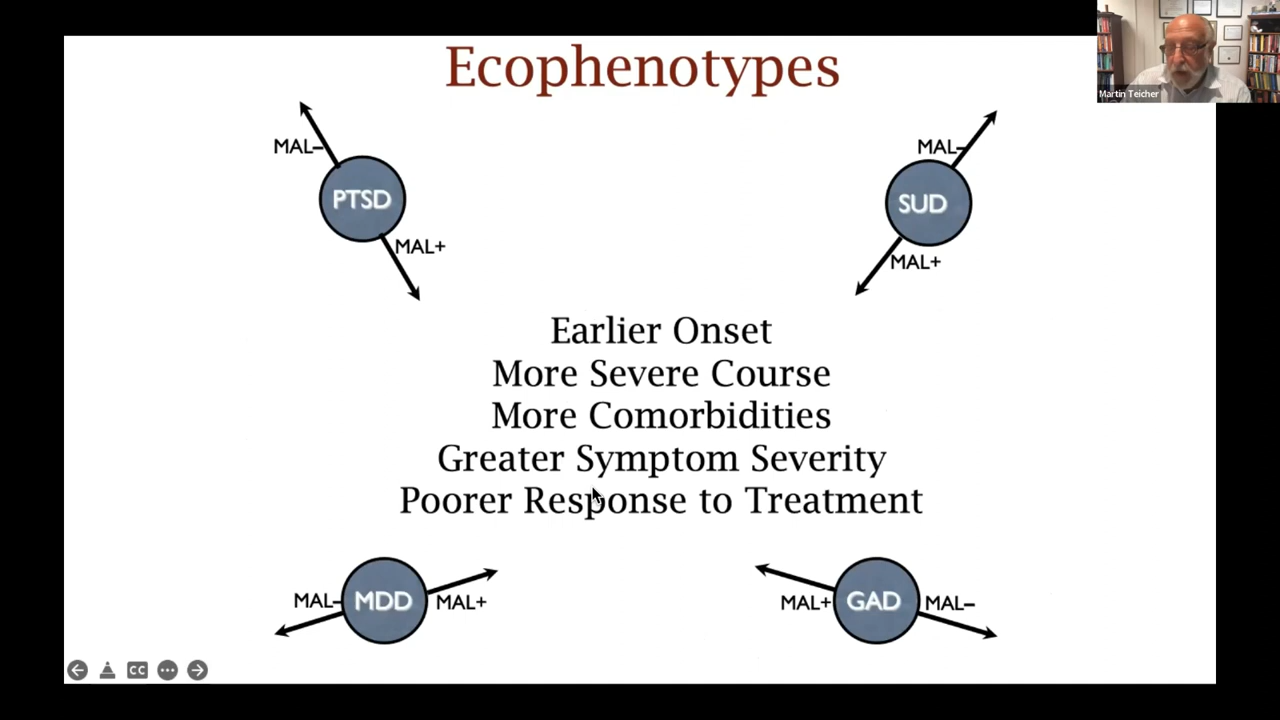 Ecophenotypes
Martin Teicher
MAL–
PTSD
MAL+
MAL–
SUD
MAL+
Earlier Onset
More Severe Course
More Comorbidities
Greater Symptom Severity
Poorer Response to Treatment
MAL–
MDD
MAL+
MAL+
GAD
MAL–
CC